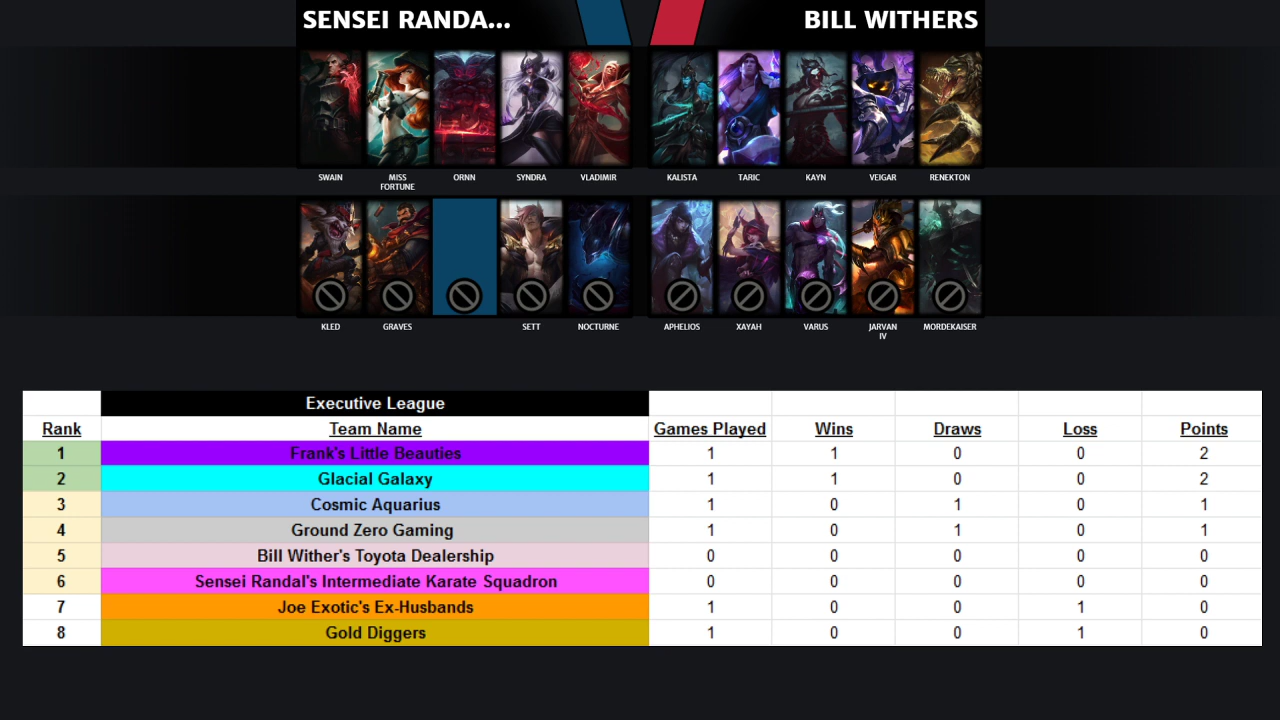 SENSEI RANDA... BILL WITHERS
SWAIN MISS FORTUNE ORNN SYNDRA VLADIMIR KALISTA TARIC KAYN VEIGAR RENEKTON
KLED GRAVES SETT NOCTURNE APHELIOS XAYAH VARUS JARVAN IV MORDEKAISER
Executive League
Rank Team Name Games Played Wins Draws Loss Points
1 Frank's Little Beauties 1 1 0 0 2
2 Glacial Galaxy 1 1 0 0 2
3 Cosmic Aquarius 1 0 1 0 1
4 Ground Zero Gaming 1 0 1 0 1
5 Bill Wither's Toyota Dealership 0 0 0 0 0
6 Sensei Randal's Intermediate Karate Squadron 0 0 0 0 0
7 Joe Exotic's Ex-Husbands 1 0 0 1 0
8 Gold Diggers 1 0 0 1 0